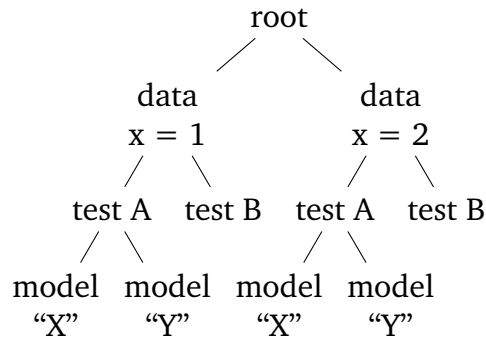 root
data data
x = 1 x = 2
test A test B test A test B
model model model model
“X” “Y” “X” “Y”